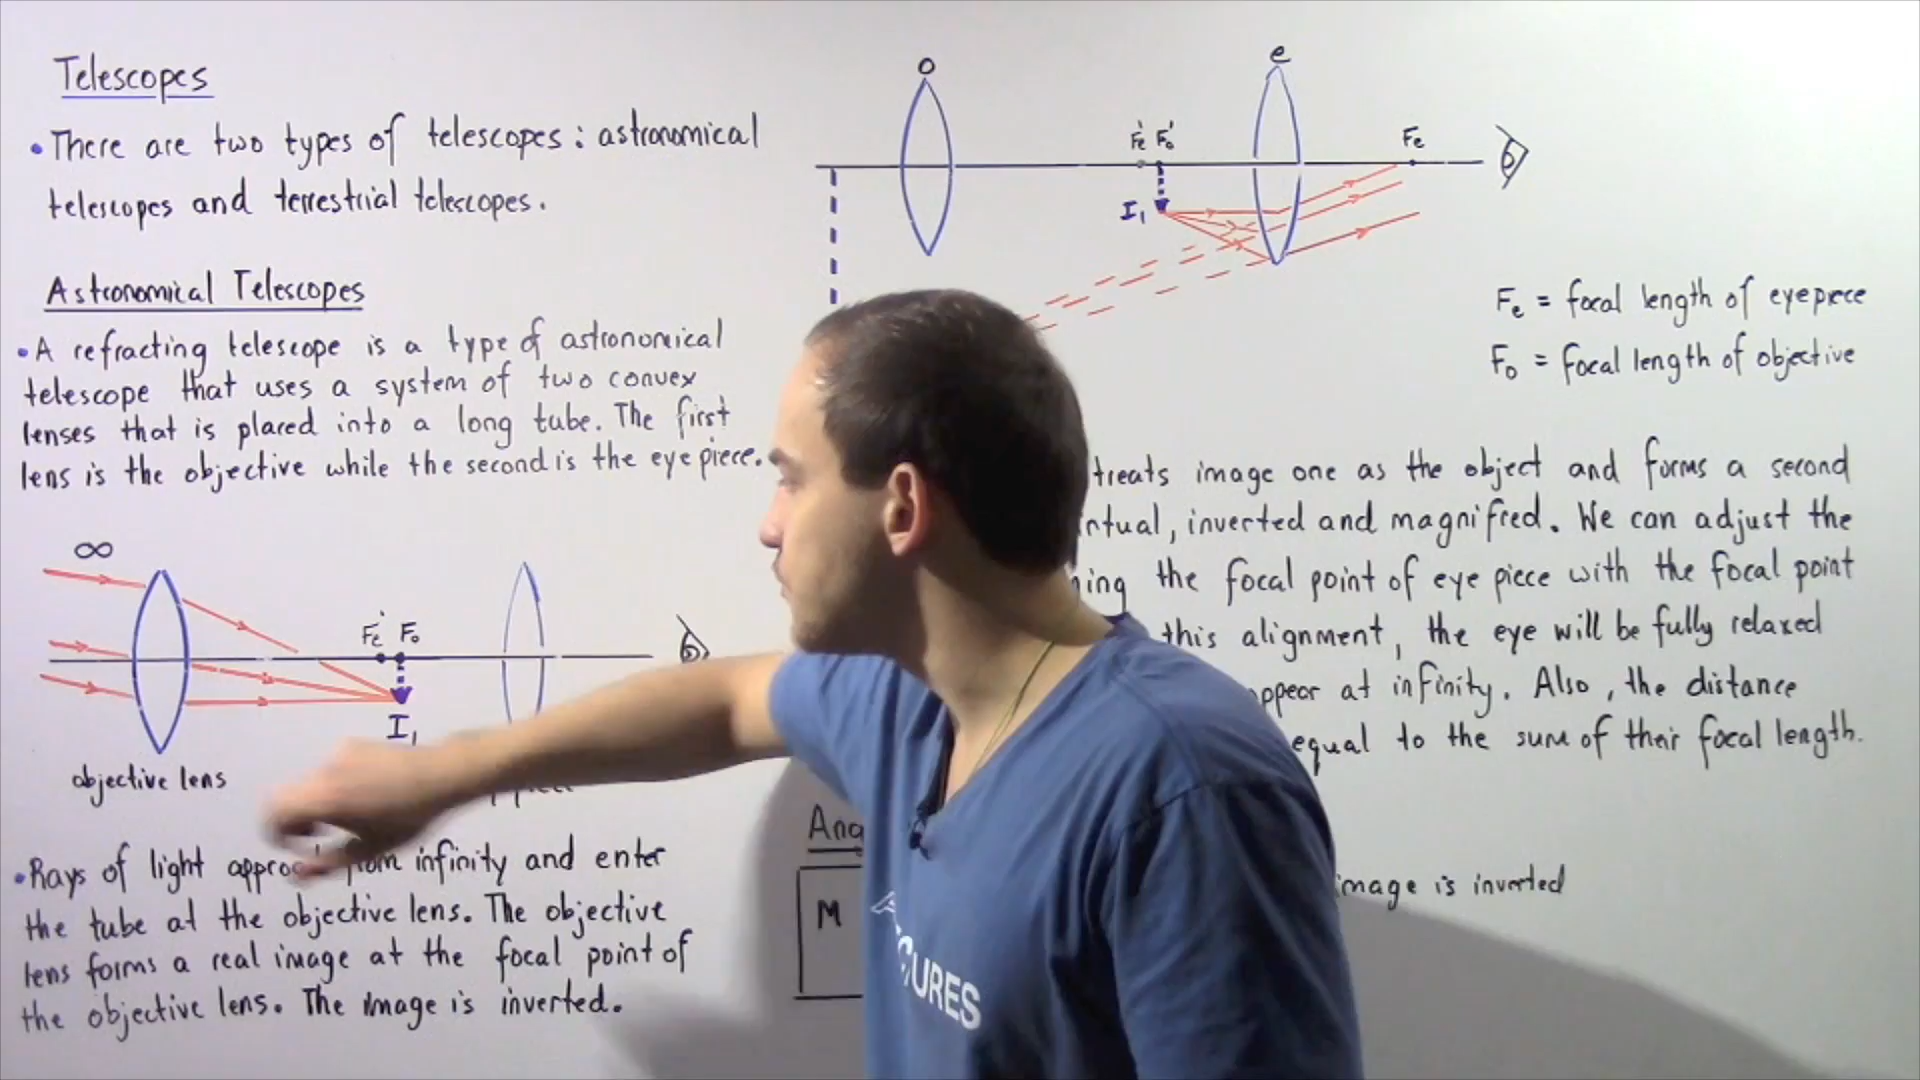 Telescopes
• There are two types of telescopes: astronomical
telescopes and terrestrial telescopes.
Astronomical Telescopes
• A refracting telescope is a type of astronomical
telescope that uses a system of two convex
lenses that is placed into a long tube. The first
lens is the objective while the second is the eye piece.
∞
Fe' Fo
I1
objective lens
• Rays of light from infinity and enter
the tube at the objective lens. The objective
lens forms a real image at the focal point of
the objective lens. The image is inverted.
o
e
Fe' Fo'
Fe
I1
Fe = focal length of eyepiece
Fo = focal length of objective
treats image one as the object and forms a second
inverted and magnified. We can adjust the
the focal point of eye piece with the focal point
this alignment, the eye will be fully relaxed
at infinity. Also, the distance
equal to the sum of their focal length.
M
image is inverted
CURES